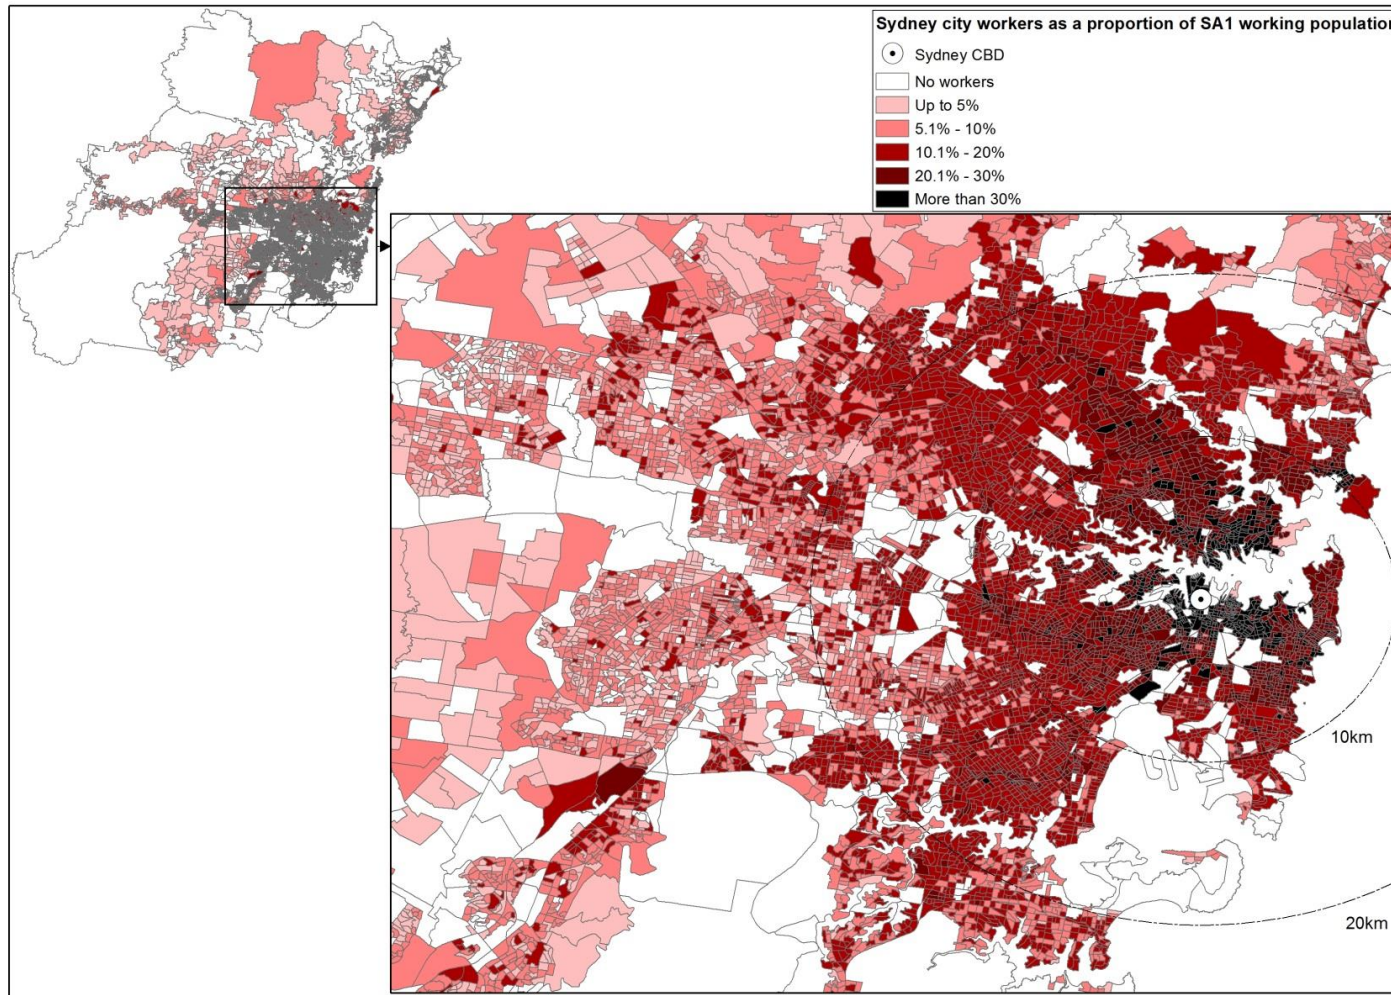 Sydney city workers as a proportion of SA1 working population
Sydney CBD
No workers
Up to 5%
5.1% - 10%
10.1% - 20%
20.1% - 30%
More than 30%
10km
20km